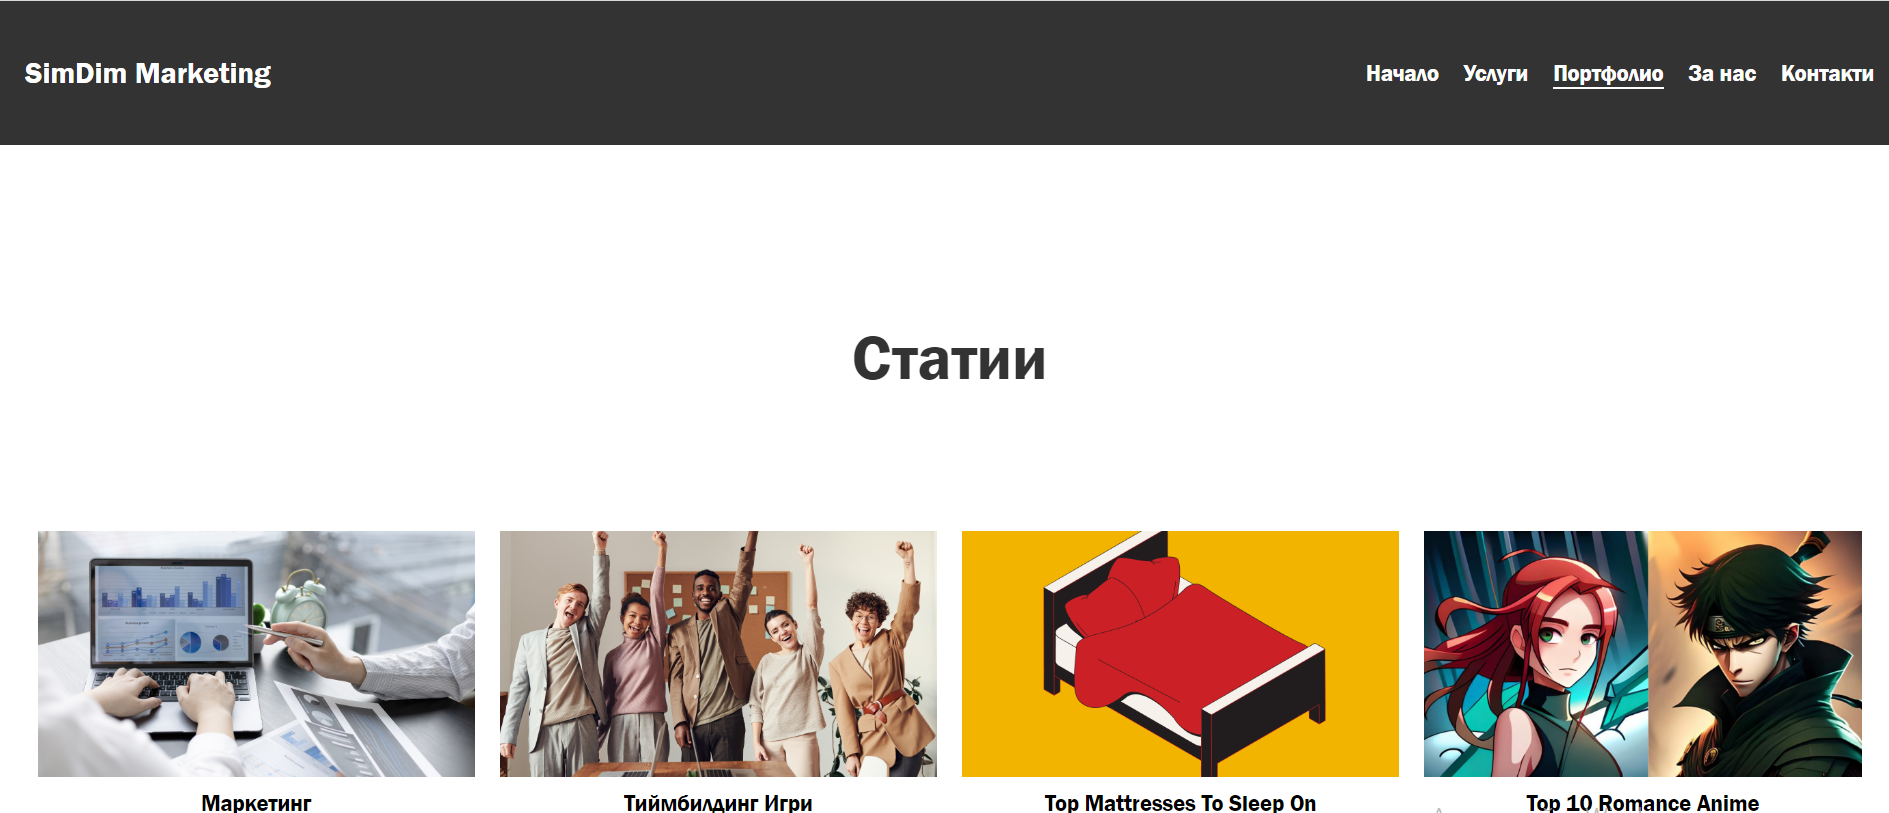 SimDim Marketing
Начало Услуги Портфолио За нас Контакти
Статии
Маркетинг
Тиймбилдинг Игри
Top Mattresses To Sleep On
Top 10 Romance Anime